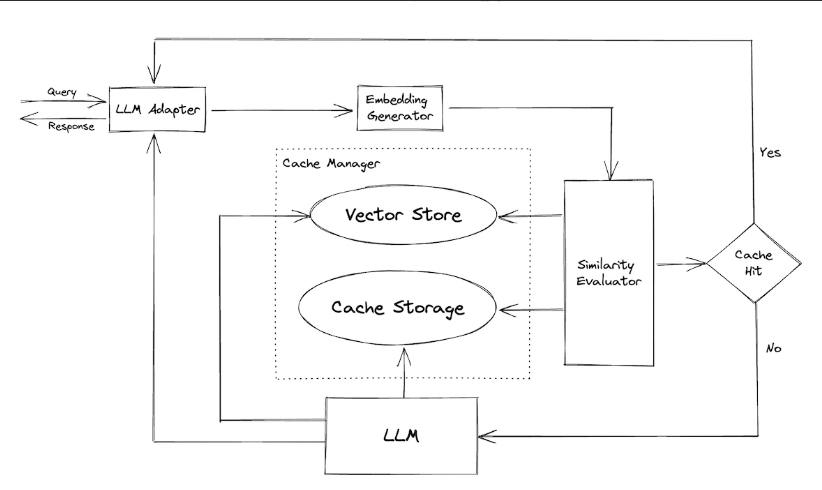 Query
LLM Adapter
Response
Embedding
Generator
Cache Manager
Yes
Vector Store
Similarity
Evaluator
Cache
Hit
Cache Storage
No
LLM